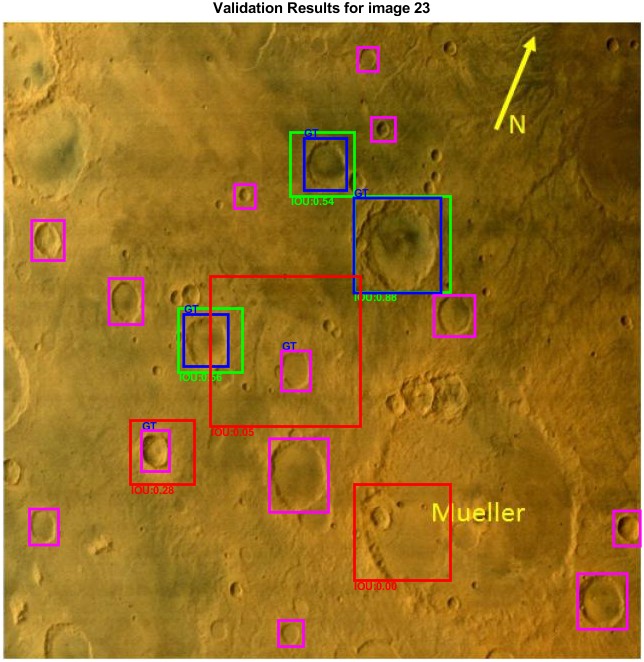 Validation Results for image 23
N
GT
GT
IOU:0.54
IOU:0.88
GT
GT
IOU:0.56
GT
IOU:0.05
IOU:0.28
Mueller
IOU:0.00